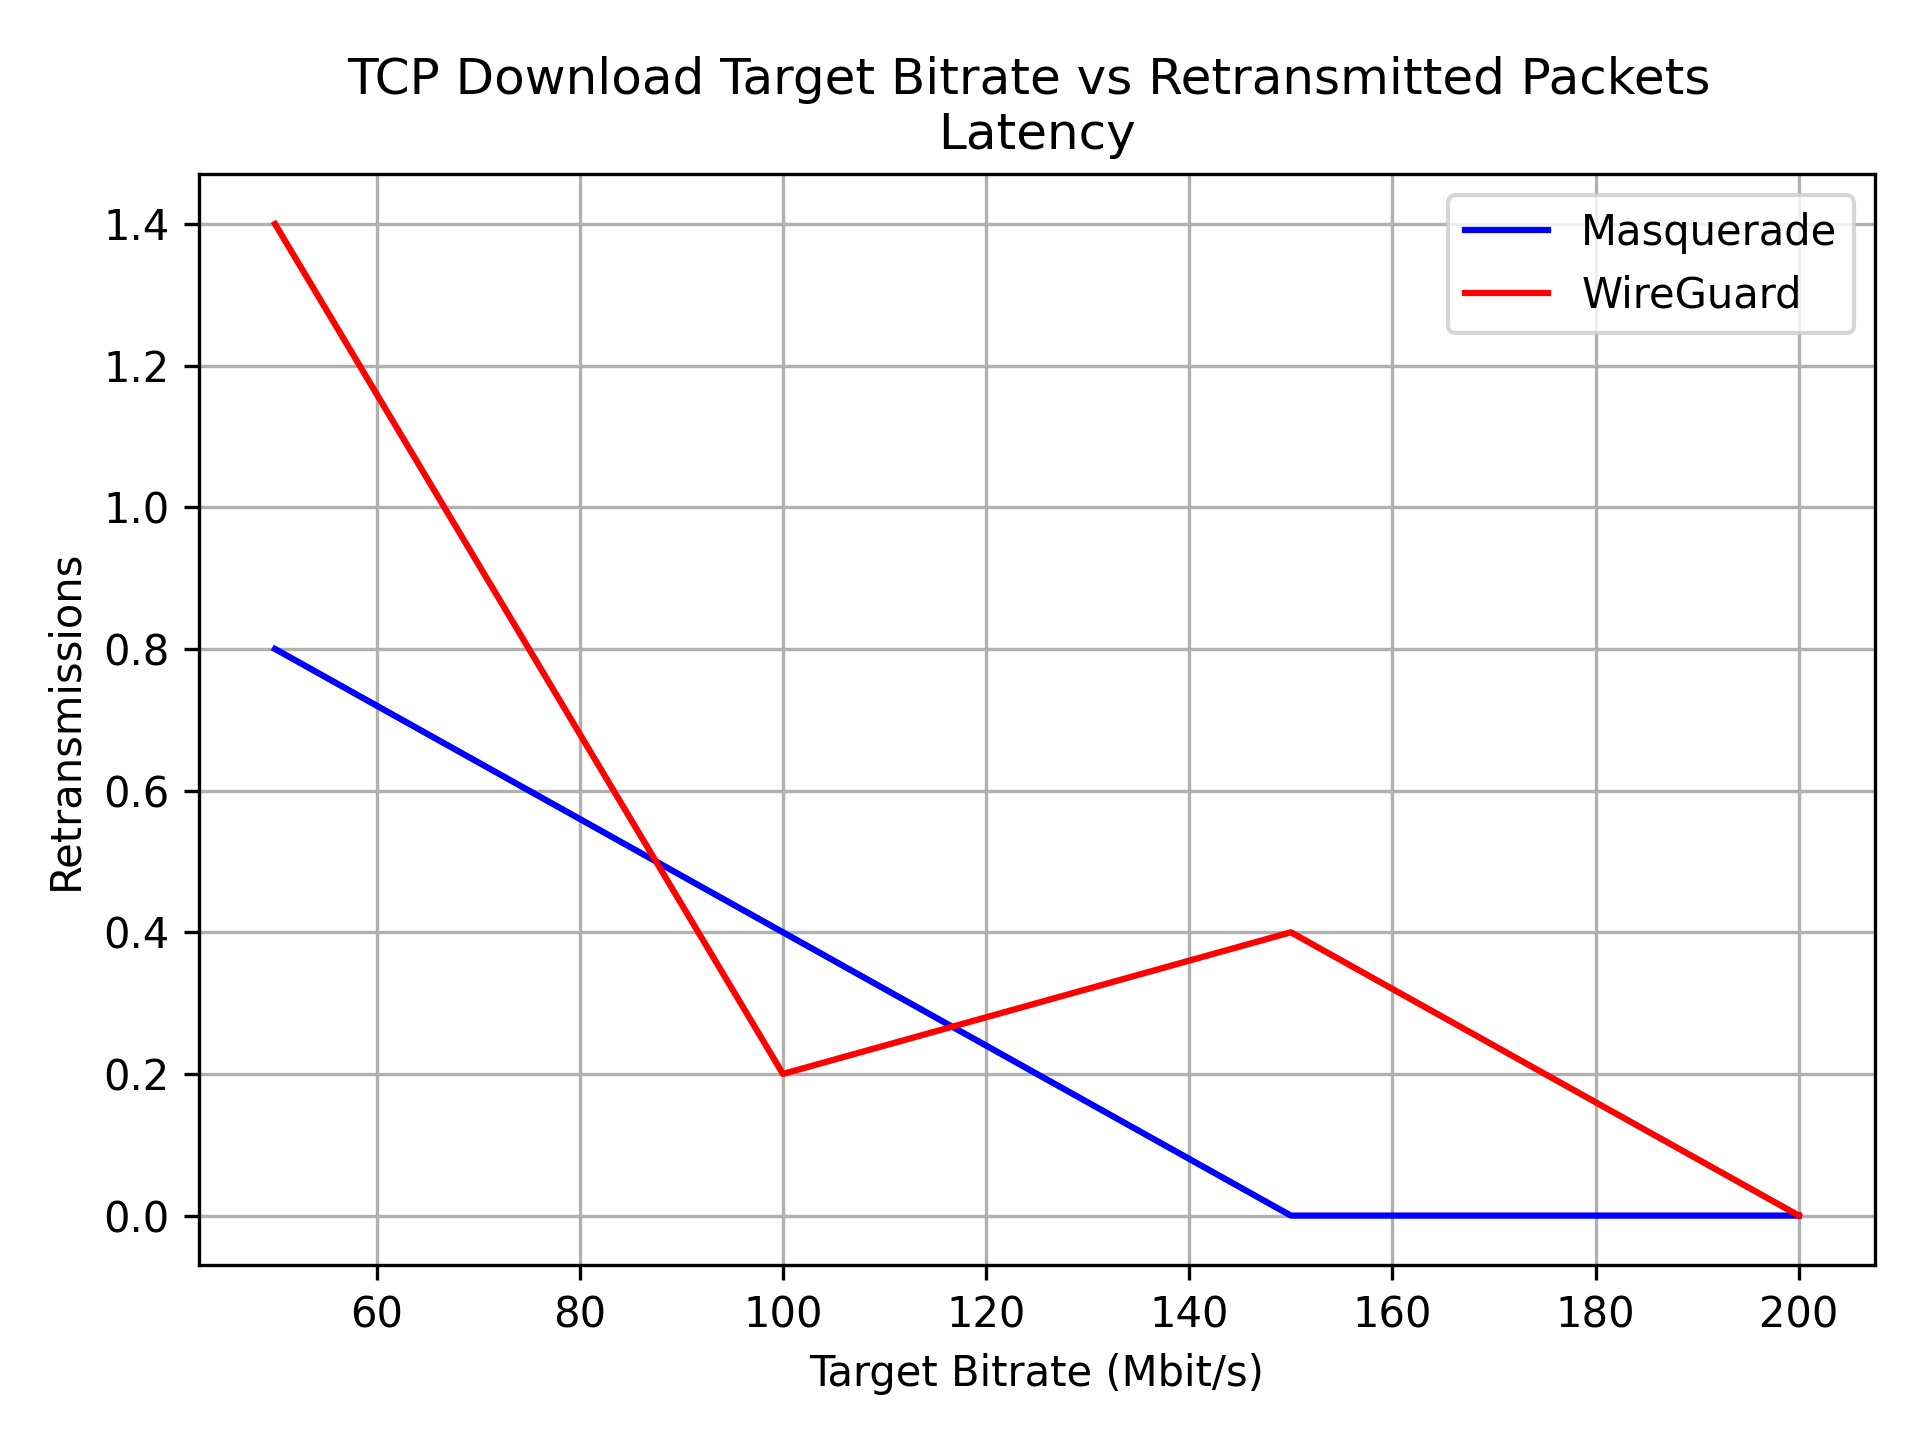 TCP Download Target Bitrate vs Retransmitted Packets
Latency
Masquerade
WireGuard
Retransmissions
1.4
1.2
1.0
0.8
0.6
0.4
0.2
0.0
60 80 100 120 140 160 180 200
Target Bitrate (Mbit/s)